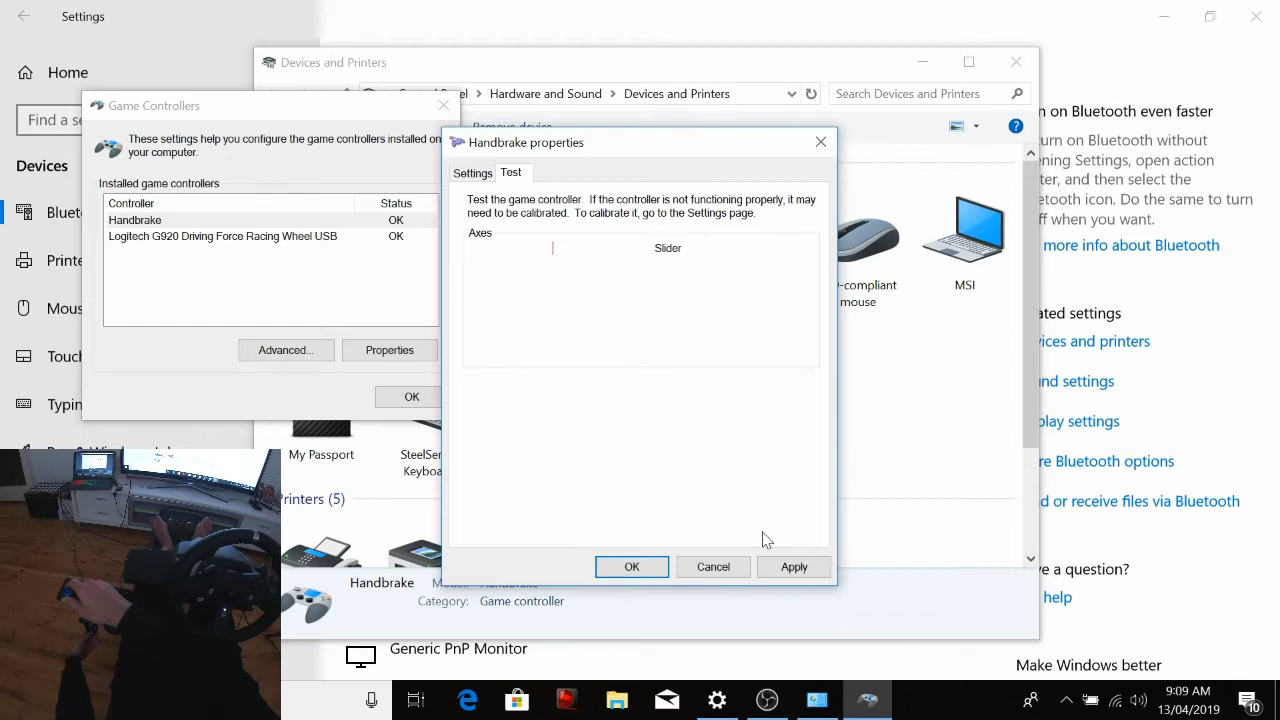 Settings
Home
Find a se
Devices
Bluet
Printe
Mous
Touch
Typin
Devices and Printers
Hardware and Sound
Devices and Printers
Search Devices and Printers
Remove device
Game Controllers
These settings help you configure the game controllers installed on
your computer.
Installed game controllers
Controller
Status
Handbrake
OK
Logitech G920 Driving Force Racing Wheel USB
OK
Advanced...
Properties
OK
Handbrake properties
Settings
Test
Test the game controller. If the controller is not functioning properly, it may
need to be calibrated. To calibrate it, go to the Settings page.
Axes
Slider
OK
Cancel
Apply
-compliant
mouse
MSI
My Passport
SteelSer
Keyboa
Printers (5)
Handbrake
Category:
Game controller
Generic PnP Monitor
on Bluetooth even faster
urn on Bluetooth without
ening Settings, open action
ter, and then select the
etooth icon. Do the same to turn
ff when you want.
more info about Bluetooth
ated settings
vices and printers
nd settings
play settings
re Bluetooth options
d or receive files via Bluetooth
e a question?
help
Make Windows better
9:09 AM
13/04/2019
10